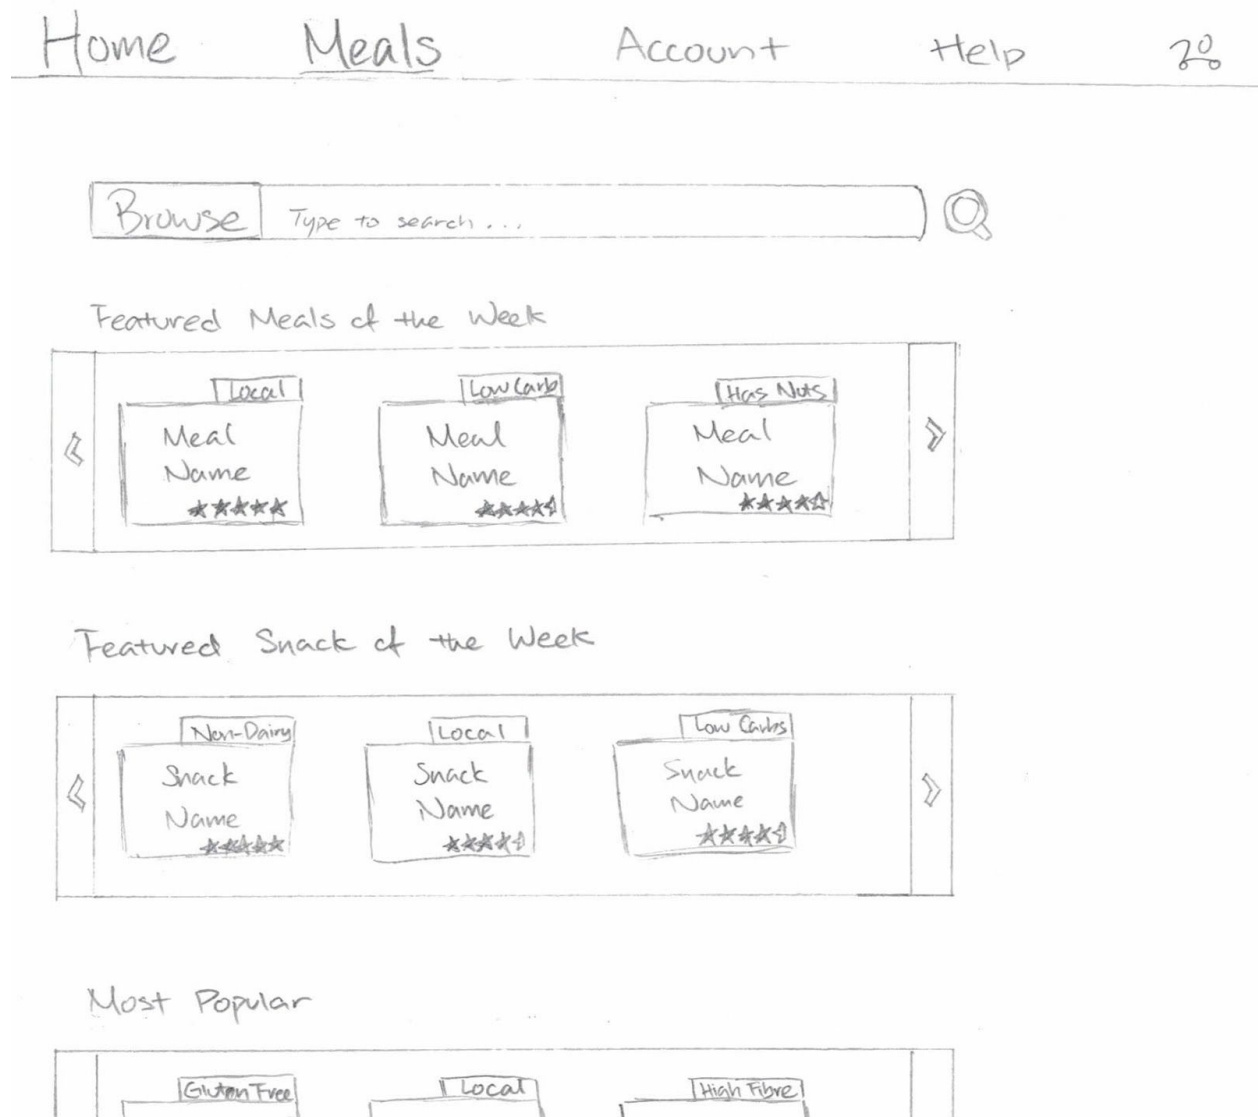 Home Meals Account Help
Browse Type to search ...
Featured Meals of the Week
Local Low Carb Has Nuts
Meal Meal Meal
Name Name Name
Featured Snack of the Week
Non-Dairy Local Low Carbs
Snack Snack Snack
Name Name Name
Most Popular
Gluten Free Local High Fibre